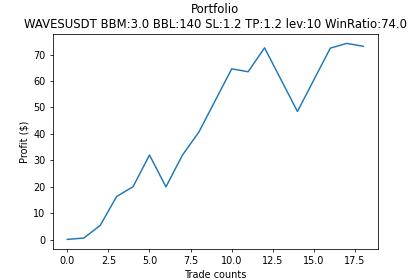 Portfolio
WAVESUSDT BBM:3.0 BBL:140 SL:1.2 TP:1.2 lev:10 WinRatio:74.0
Profit ($)
70
60
50
40
30
20
10
0
0.0 2.5 5.0 7.5 10.0 12.5 15.0 17.5
Trade counts